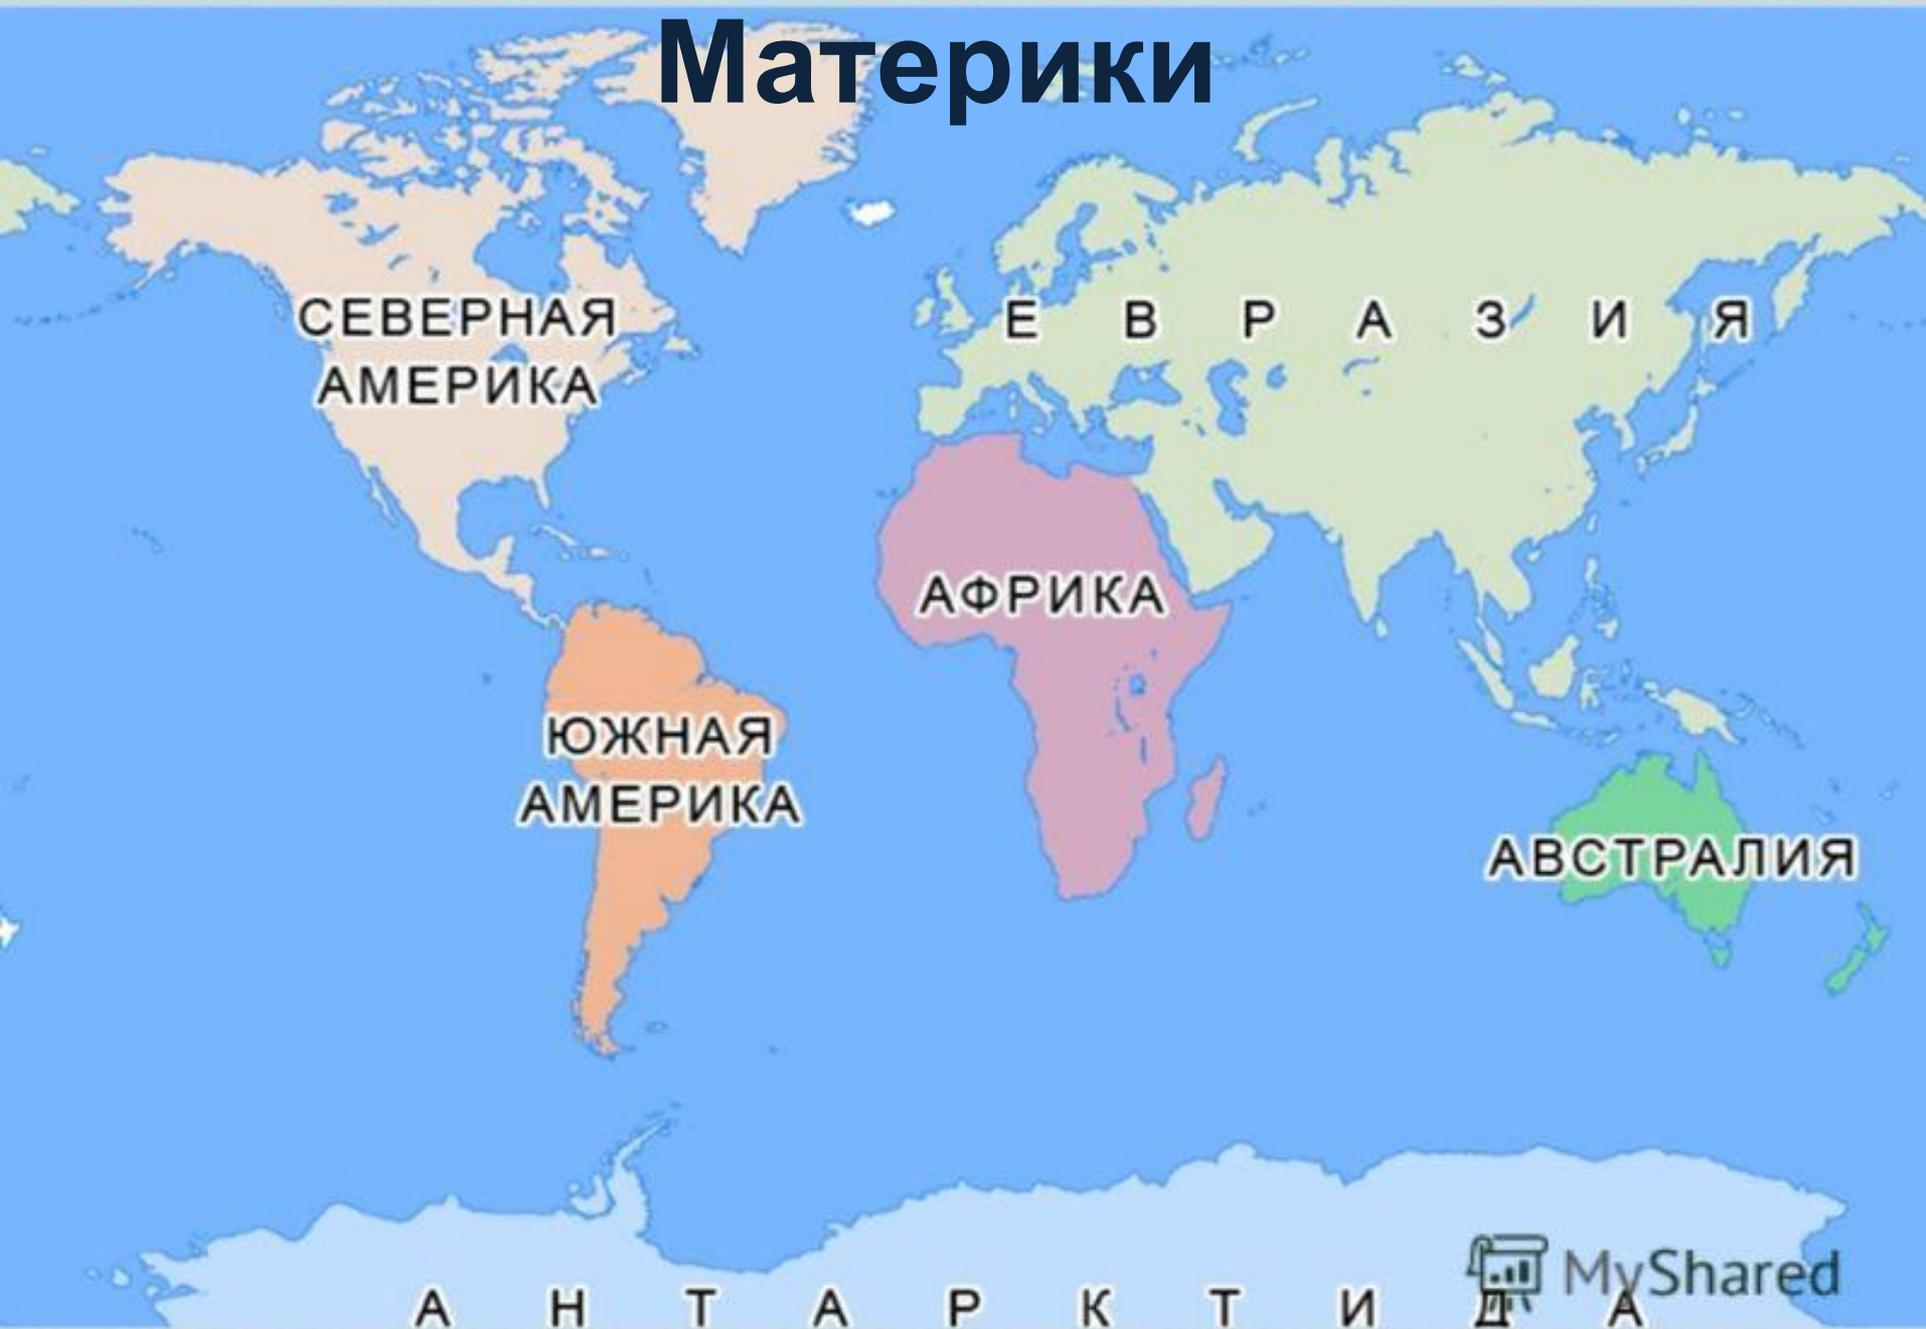 Материки
СЕВЕРНАЯ
АМЕРИКА
Е В Р А З И Я
АФРИКА
ЮЖНАЯ
АМЕРИКА
АВСТРАЛИЯ
MyShared
А Н Т А Р К Т И Д А